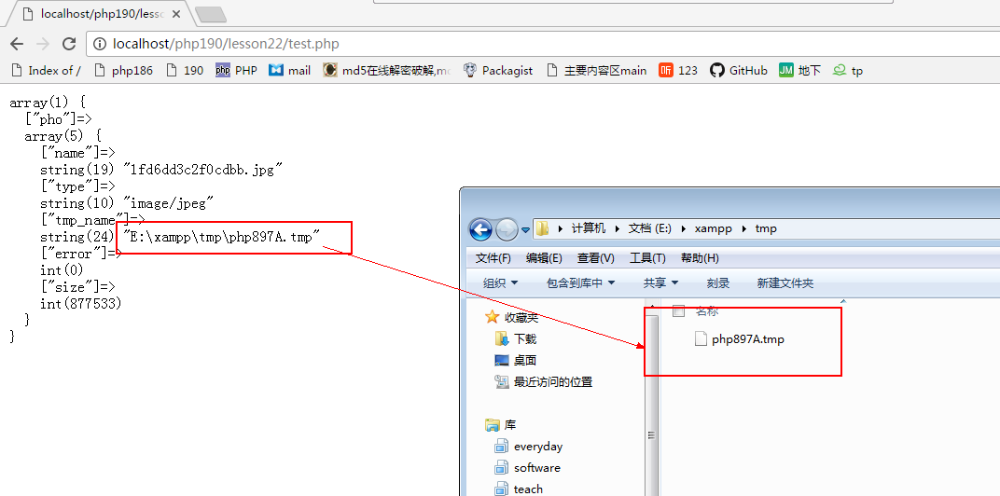 localhost/php190/lesso
localhost/php190/lesson22/test.php
Index of / php186 190 PHP mail md5在线解密破解,mc Packagist 主要内容区main 123 GitHub 地下 tp
array(1) {
["pho"]=>
array(5) {
["name"]=>
string(19) "1fd6dd3c2f0cdbb.jpg"
["type"]=>
string(10) "image/jpeg"
["tmp_name"]=>
string(24) "E:\xampp\tmp\php897A.tmp"
["error"]=>
int(0)
["size"]=>
int(877533)
}
}
计算机 文档 (E:) xampp tmp
文件(F) 编辑(E) 查看(V) 工具(T) 帮助(H)
组织 包含到库中 共享 刻录 新建文件夹
收藏夹
下载
桌面
最近访问的位置
库
everyday
software
teach
名称
php897A.tmp